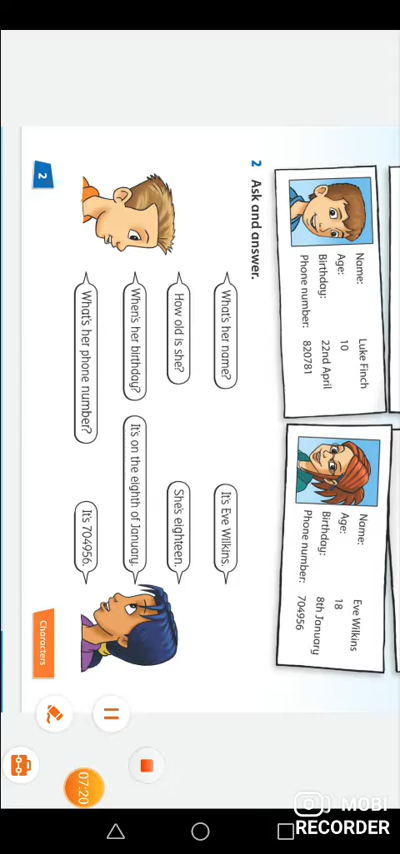 Name: Luke Finch
Age: 10
Birthday: 22nd April
Phone number: 820781
Name: Eve Wilkins
Age: 18
Birthday: 8th January
Phone number: 704956
2 Ask and answer.
What's her name?
It's Eve Wilkins.
How old is she?
She's eighteen.
When's her birthday?
It's on the eighth of January.
What's her phone number?
It's 704956.
2
Characters
07:20
MOBI
RECORDER